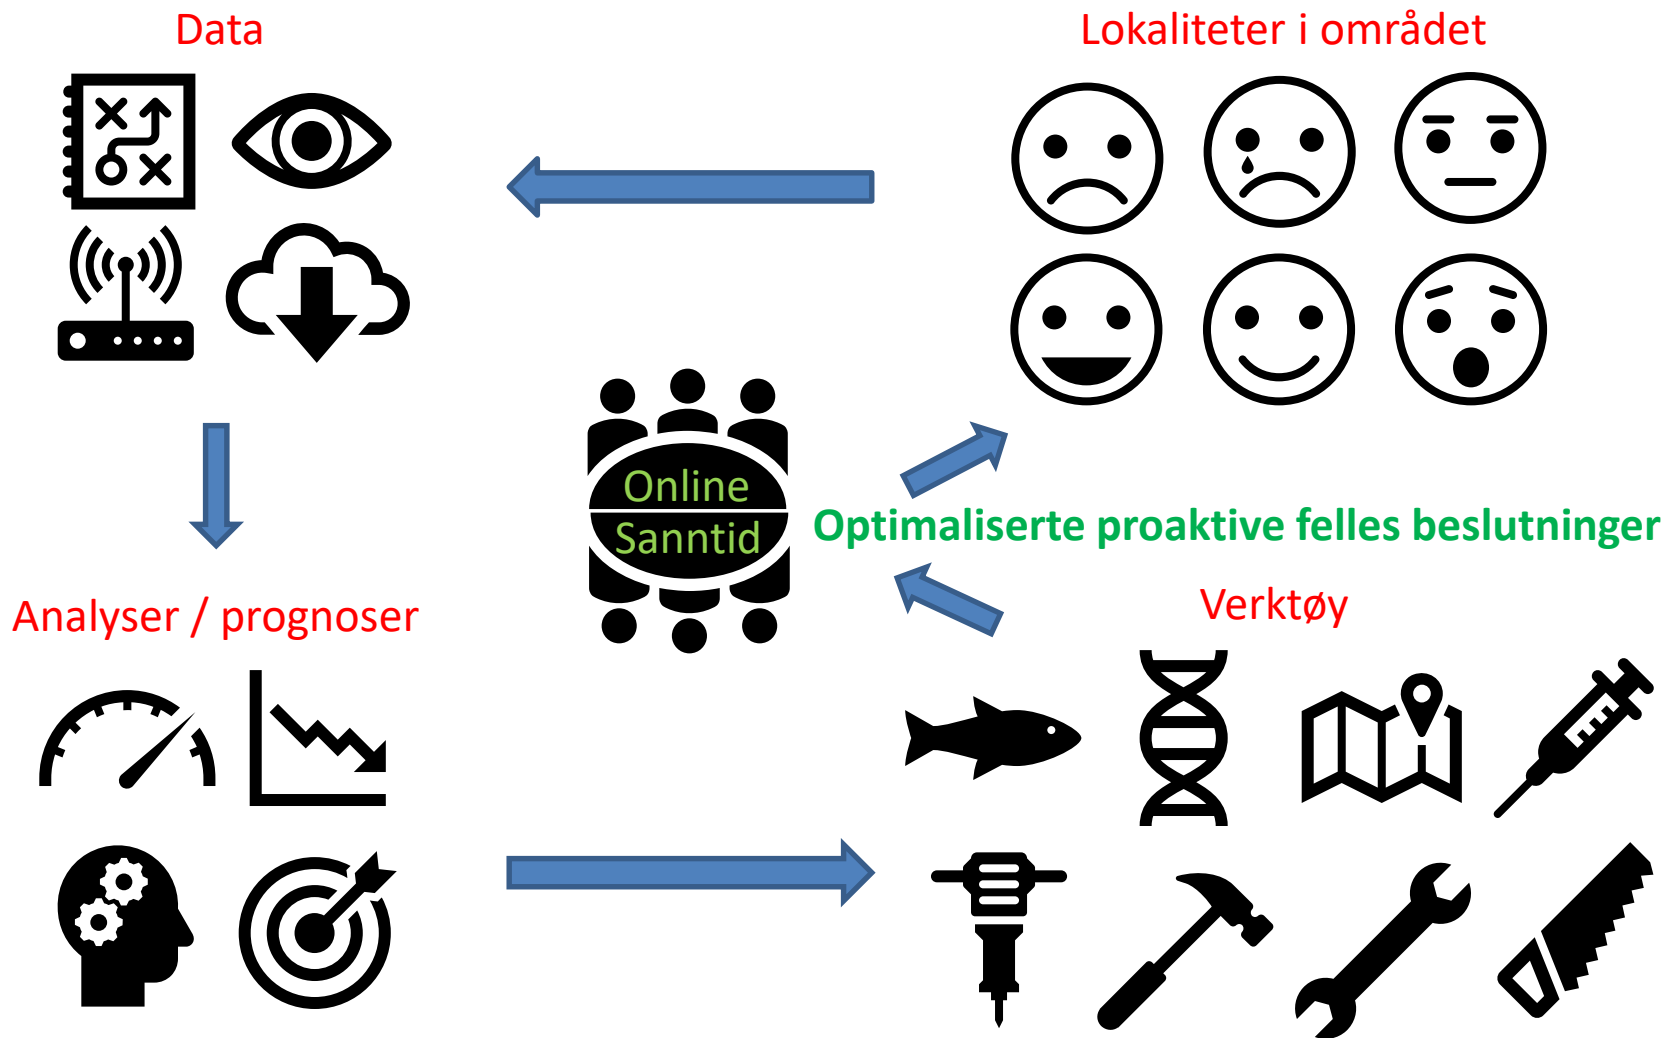 Data
Lokaliteter i området
Online
Sanntid
Optimaliserte proaktive felles beslutninger
Analyser / prognoser
Verktøy